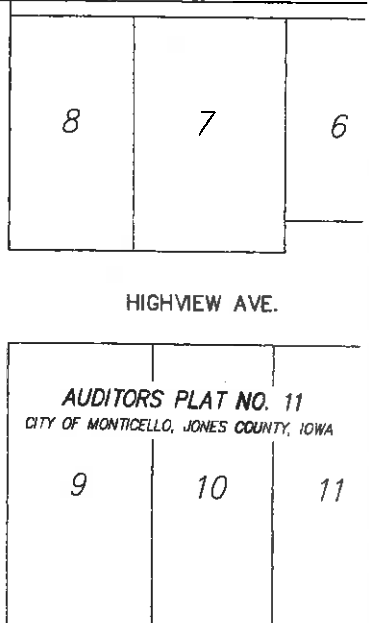 8 7 6
HIGHVIEW AVE.
AUDITORS PLAT NO. 11
CITY OF MONTICELLO, JONES COUNTY, IOWA
9 10 11